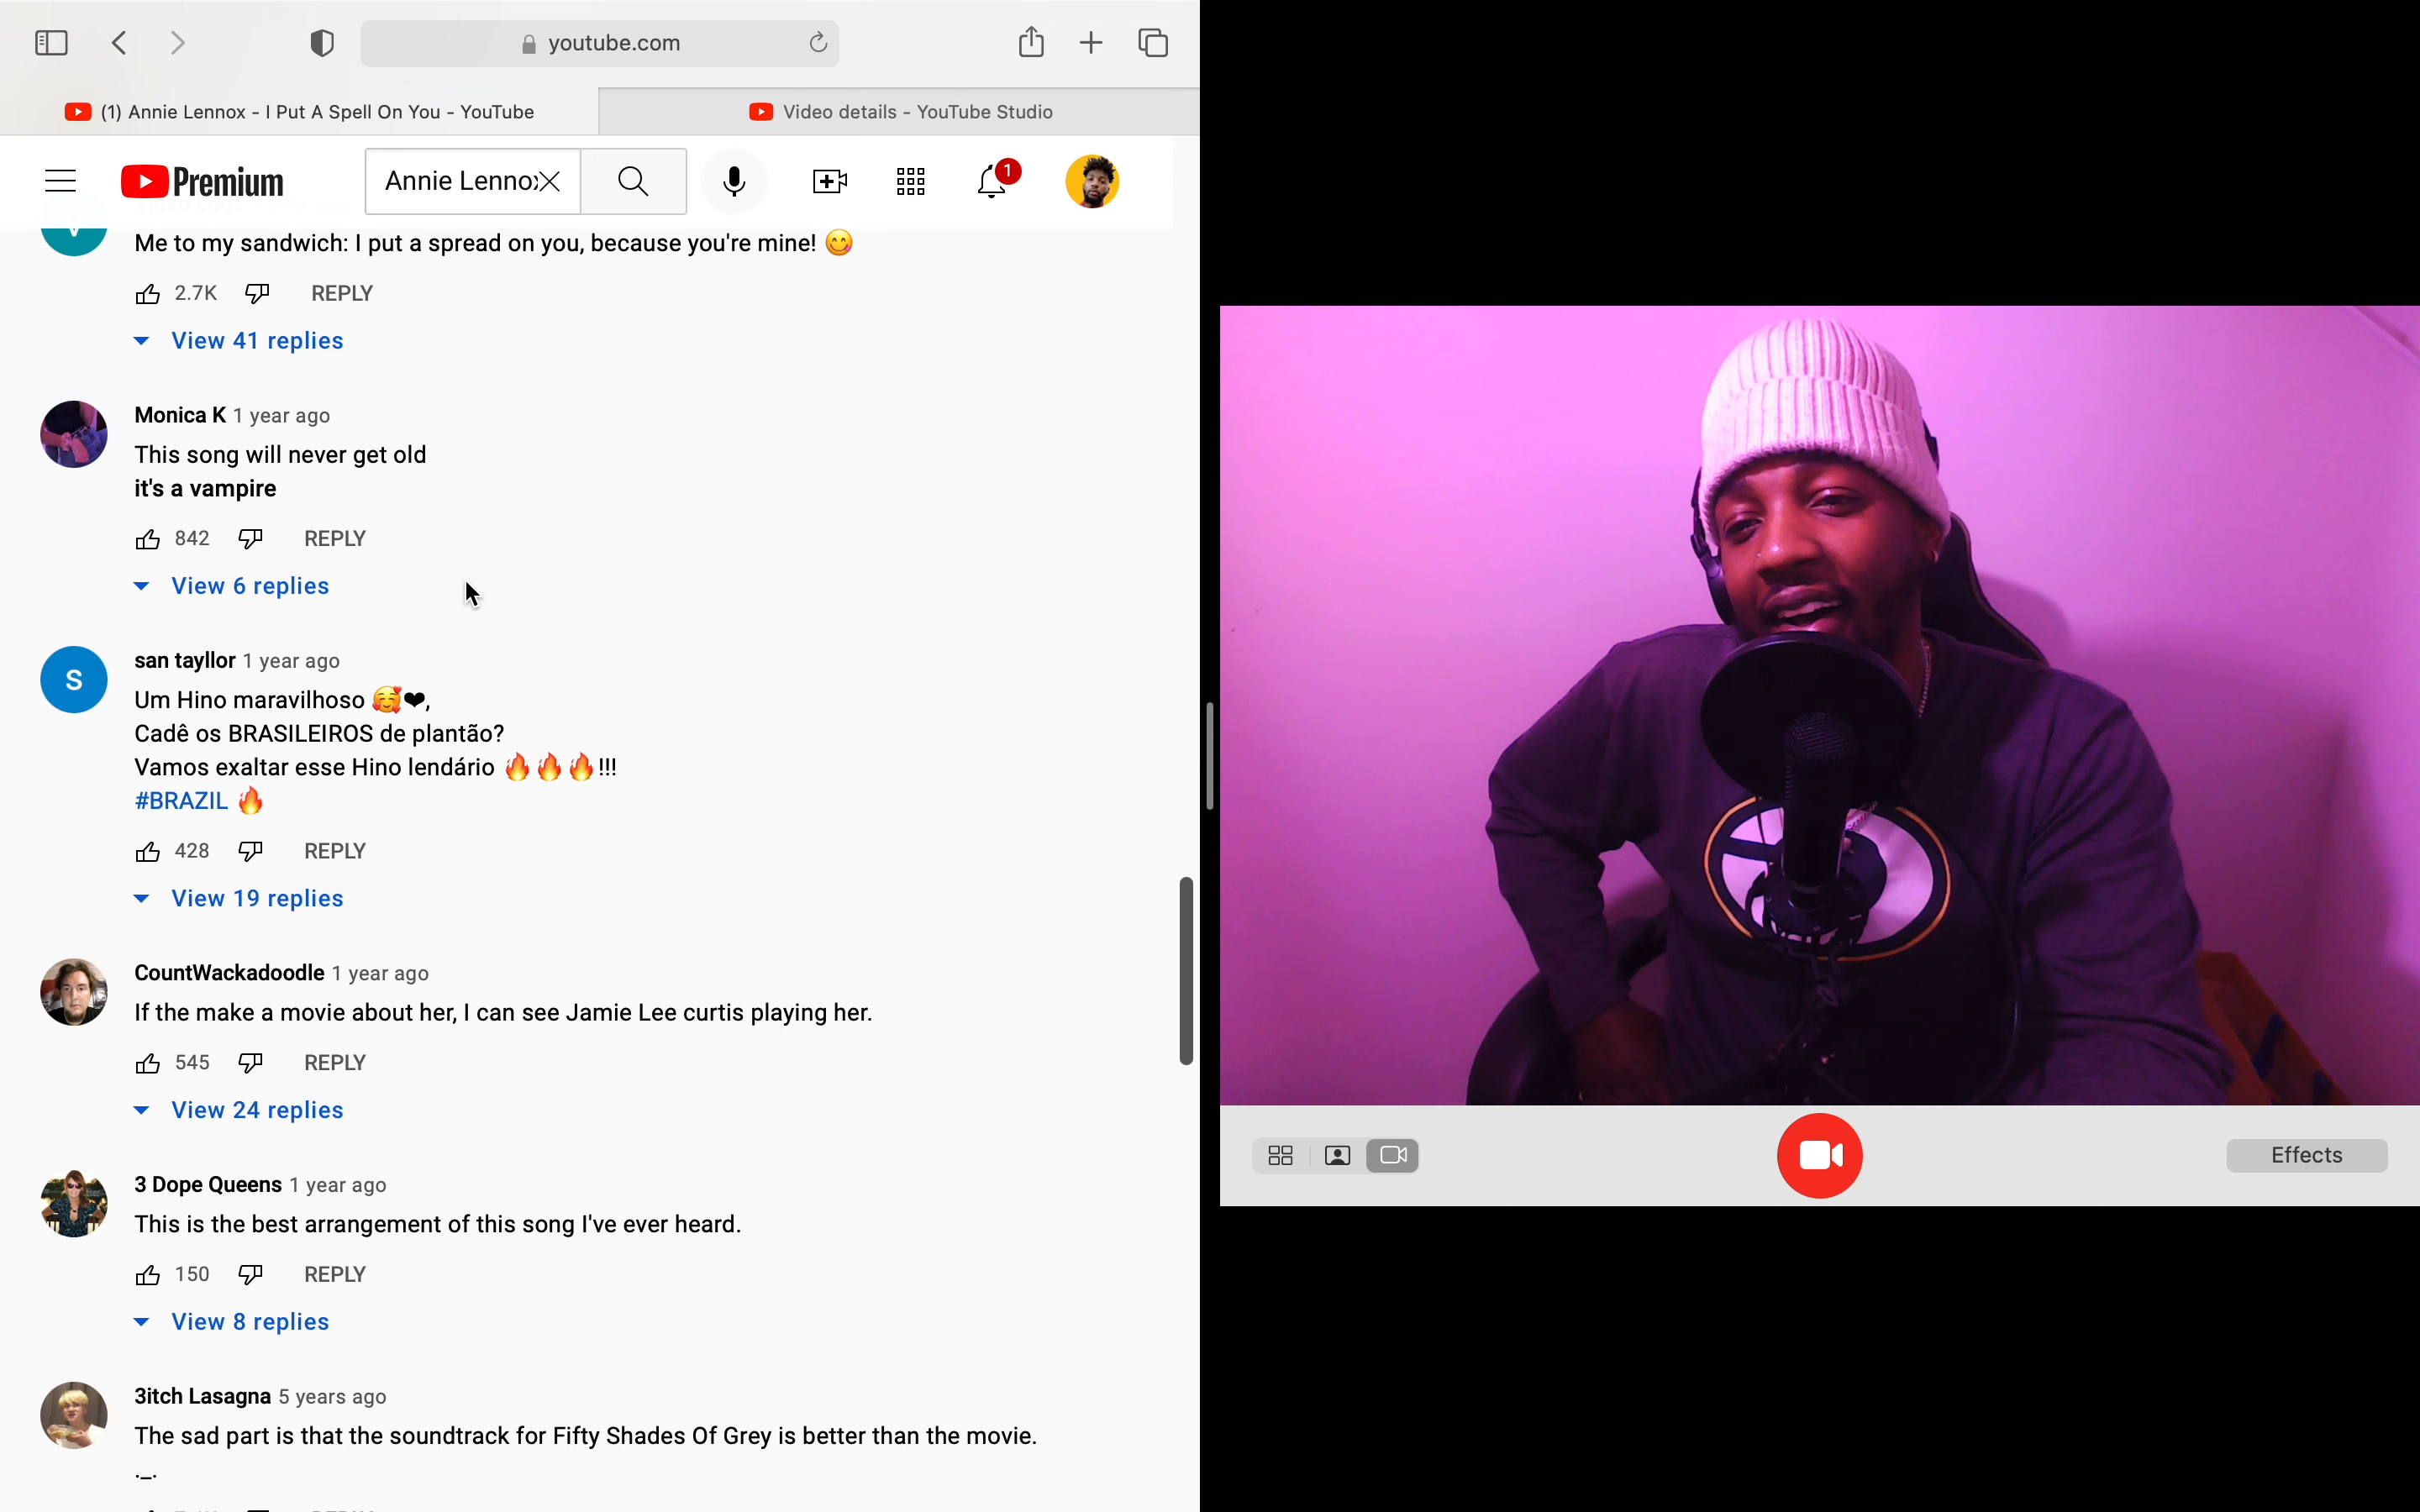 youtube.com
(1) Annie Lennox - I Put A Spell On You - YouTube
Video details - YouTube Studio
Premium
Annie Lennox
1
Me to my sandwich: I put a spread on you, because you're mine! 😋
2.7K REPLY
View 41 replies
Monica K 1 year ago
This song will never get old
it's a vampire
842 REPLY
View 6 replies
S
san tayllor 1 year ago
Um Hino maravilhoso 🥰❤,
Cadê os BRASILEIROS de plantão?
Vamos exaltar esse Hino lendário 🔥🔥🔥!!!
#BRAZIL 🔥
428 REPLY
View 19 replies
CountWackadoodle 1 year ago
If the make a movie about her, I can see Jamie Lee curtis playing her.
545 REPLY
View 24 replies
3 Dope Queens 1 year ago
This is the best arrangement of this song I've ever heard.
150 REPLY
View 8 replies
3itch Lasagna 5 years ago
The sad part is that the soundtrack for Fifty Shades Of Grey is better than the movie.
._.
Effects